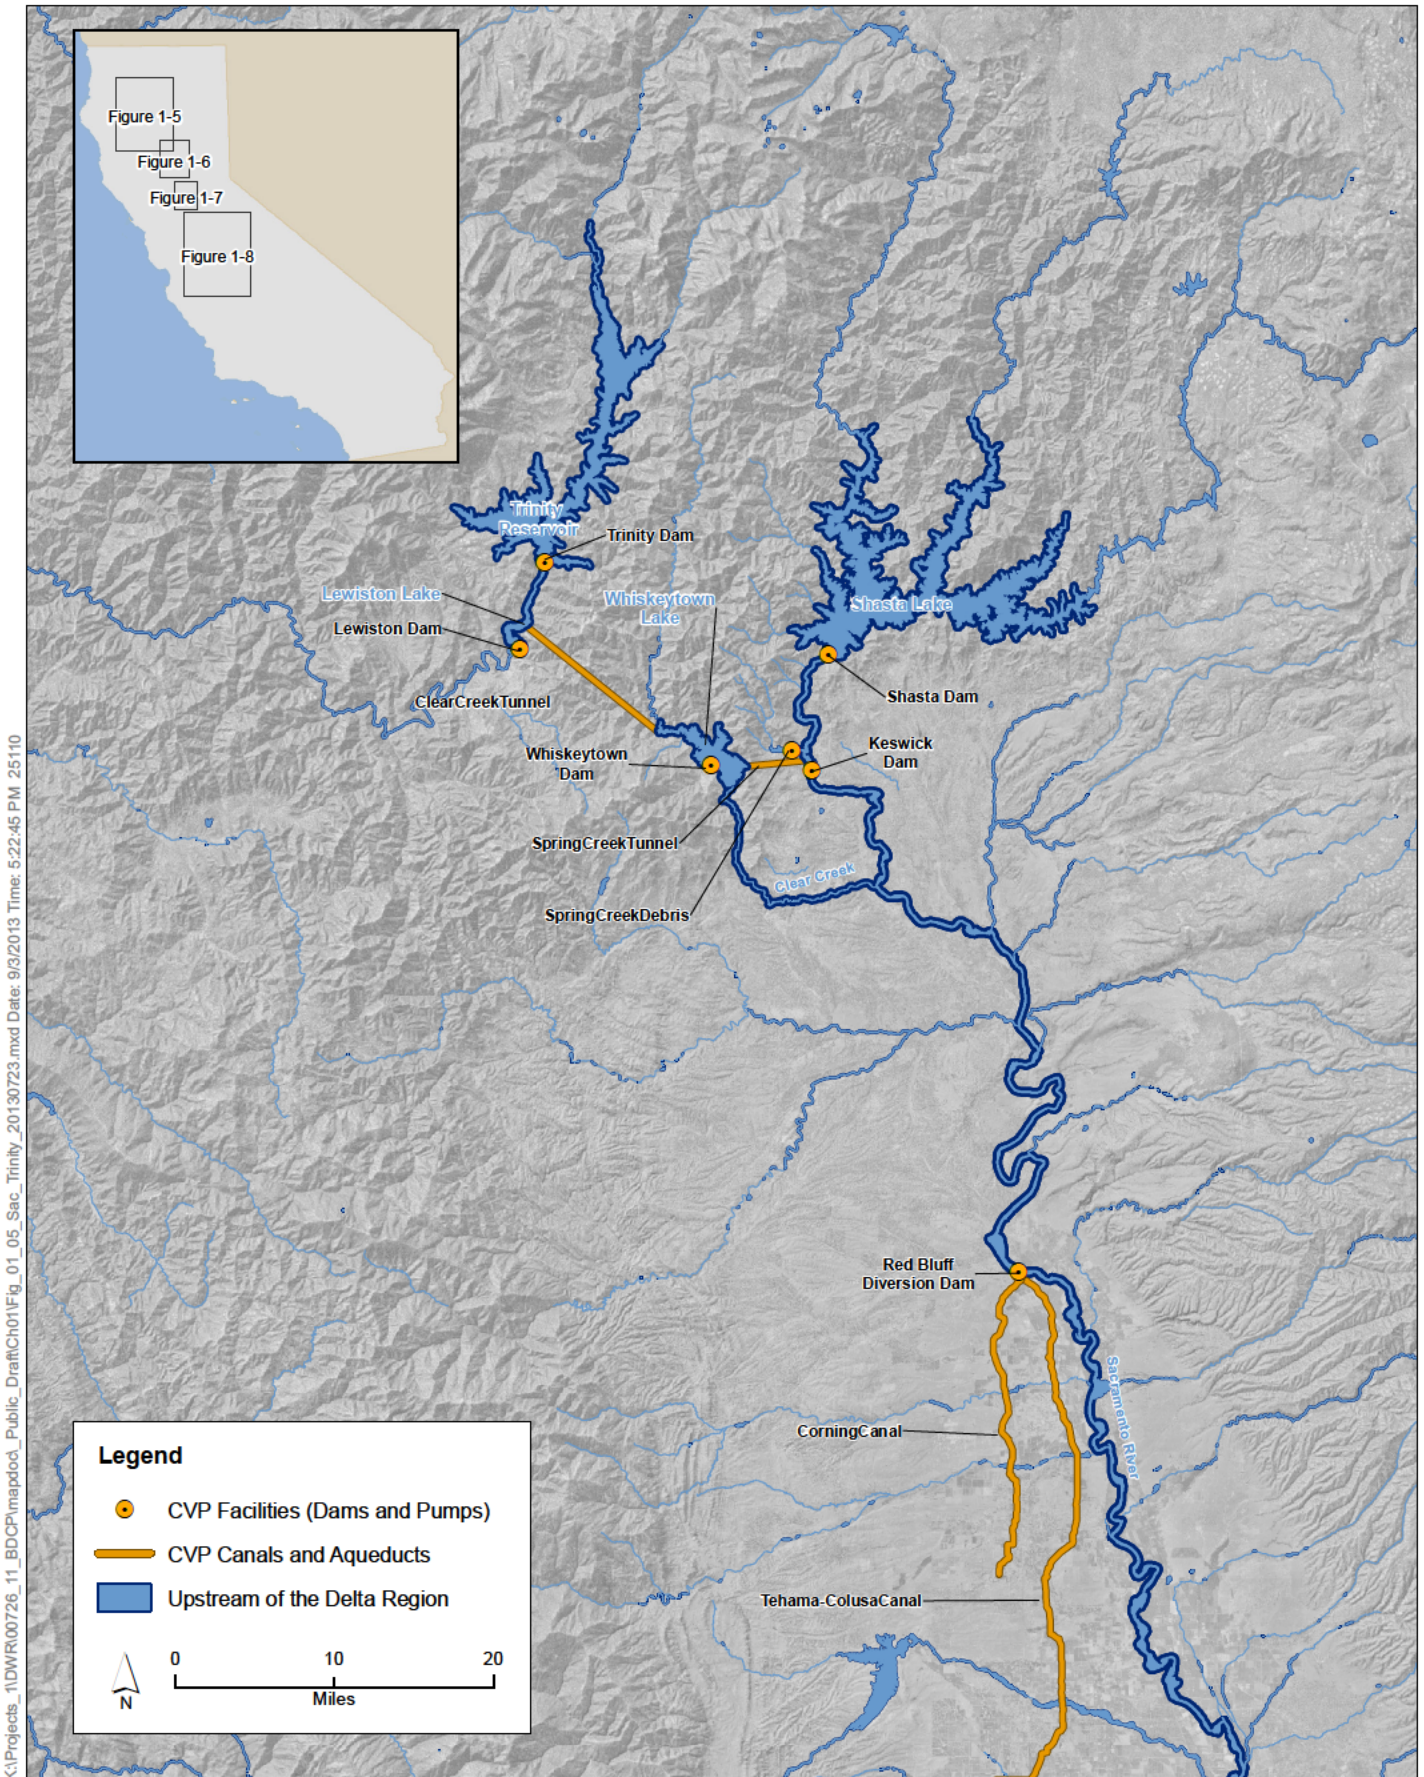 Figure 1-5
Figure 1-6
Figure 1-7
Figure 1-8
Trinity
Reservoir
Trinity Dam
Lewiston Lake
Lewiston Dam
Whiskeytown
Lake
Shasta Lake
Shasta Dam
ClearCreekTunnel
Whiskeytown
Dam
Keswick
Dam
SpringCreekTunnel
Clear Creek
SpringCreekDebris
Red Bluff
Diversion Dam
Sacramento River
CorningCanal
Tehama-ColusaCanal
Legend
CVP Facilities (Dams and Pumps)
CVP Canals and Aqueducts
Upstream of the Delta Region
0 10 20
Miles
N
K:\Projects_1\DWR\00726_11_BDCP\mapdoc\_Public_Draft\Ch01\Fig_01_05_Sac_Trinity_20130723.mxd Date: 9/3/2013 Time: 5:22:45 PM 25110